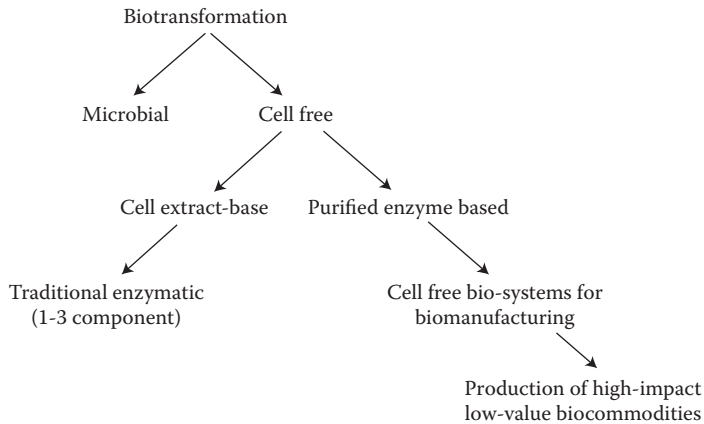 Biotransformation
Microbial
Cell free
Cell extract-base
Purified enzyme based
Traditional enzymatic
(1-3 component)
Cell free bio-systems for
biomanufacturing
Production of high-impact
low-value biocommodities